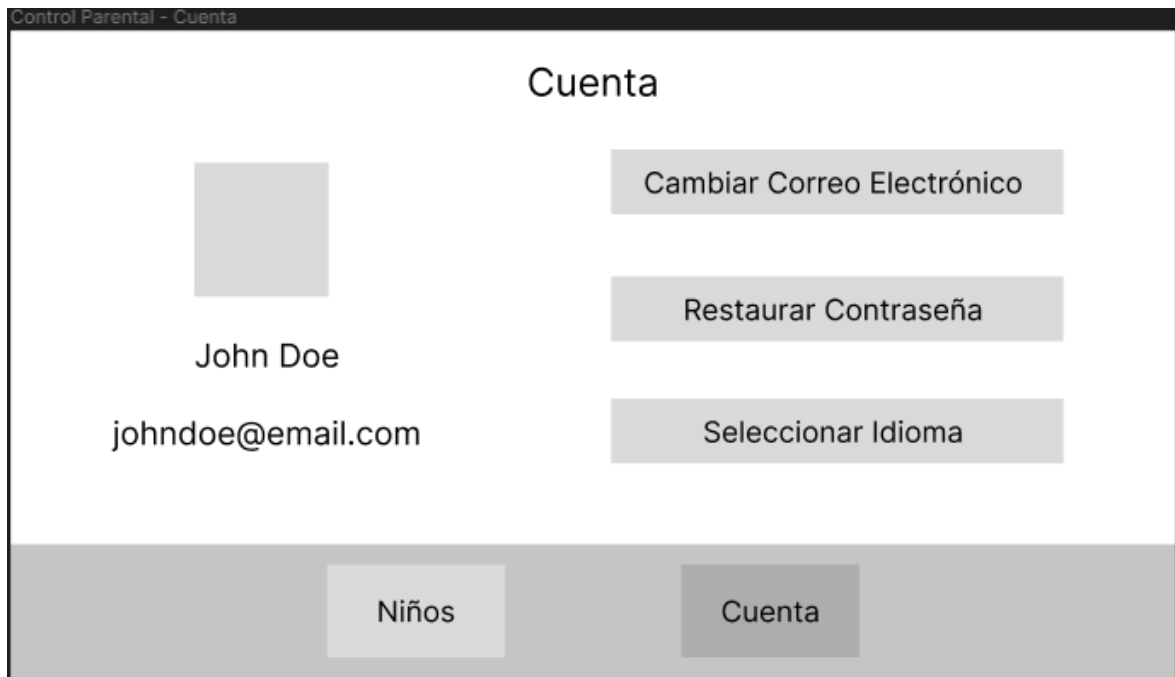 Control Parental - Cuenta
Cuenta
John Doe
johndoe@email.com
Cambiar Correo Electrónico
Restaurar Contraseña
Seleccionar Idioma
Niños
Cuenta